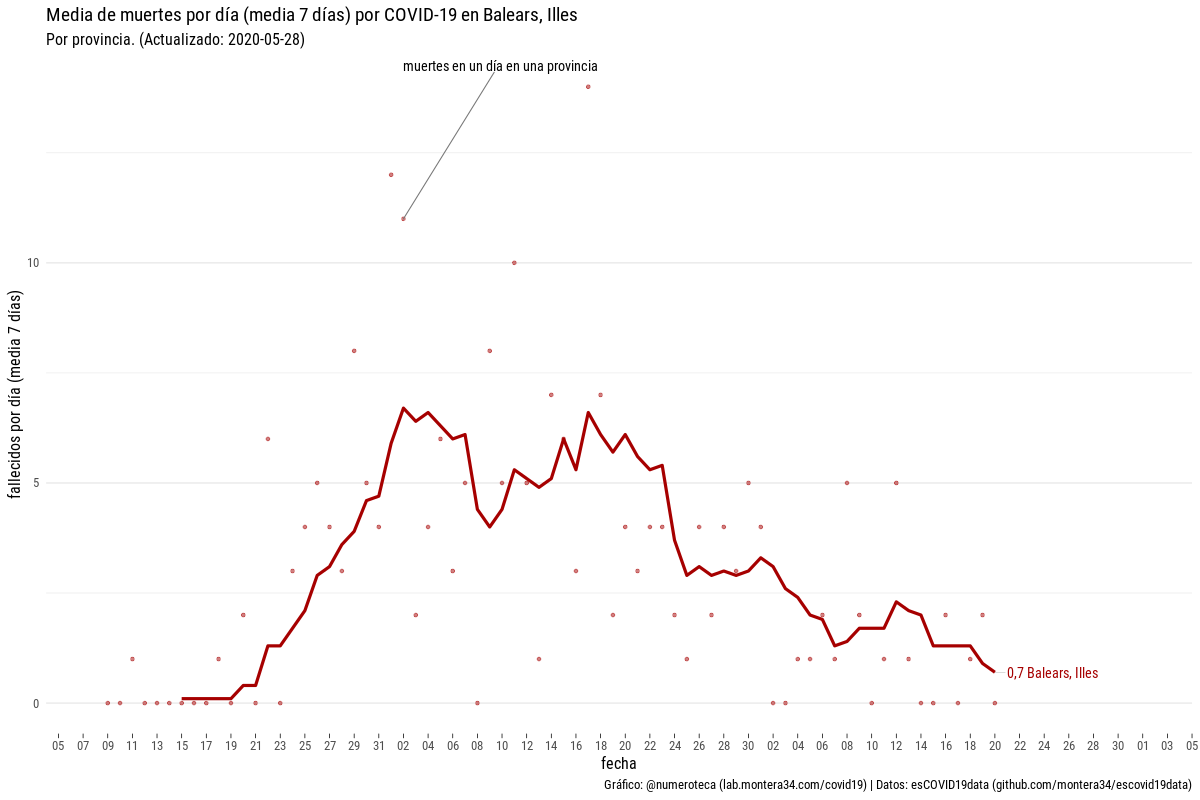 Media de muertes por día (media 7 días) por COVID-19 en Balears, Illes
Por provincia. (Actualizado: 2020-05-28)
muertes en un día en una provincia
10
5
0
fallecidos por día (media 7 días)
0,7 Balears, Illes
05 07 09 11 13 15 17 19 21 23 25 27 29 31 02 04 06 08 10 12 14 16 18 20 22 24 26 28 30 02 04 06 08 10 12 14 16 18 20 22 24 26 28 30 01 03 05
fecha
Gráfico: @numeroteca (lab.montera34.com/covid19) | Datos: esCOVID19data (github.com/montera34/escovid19data)